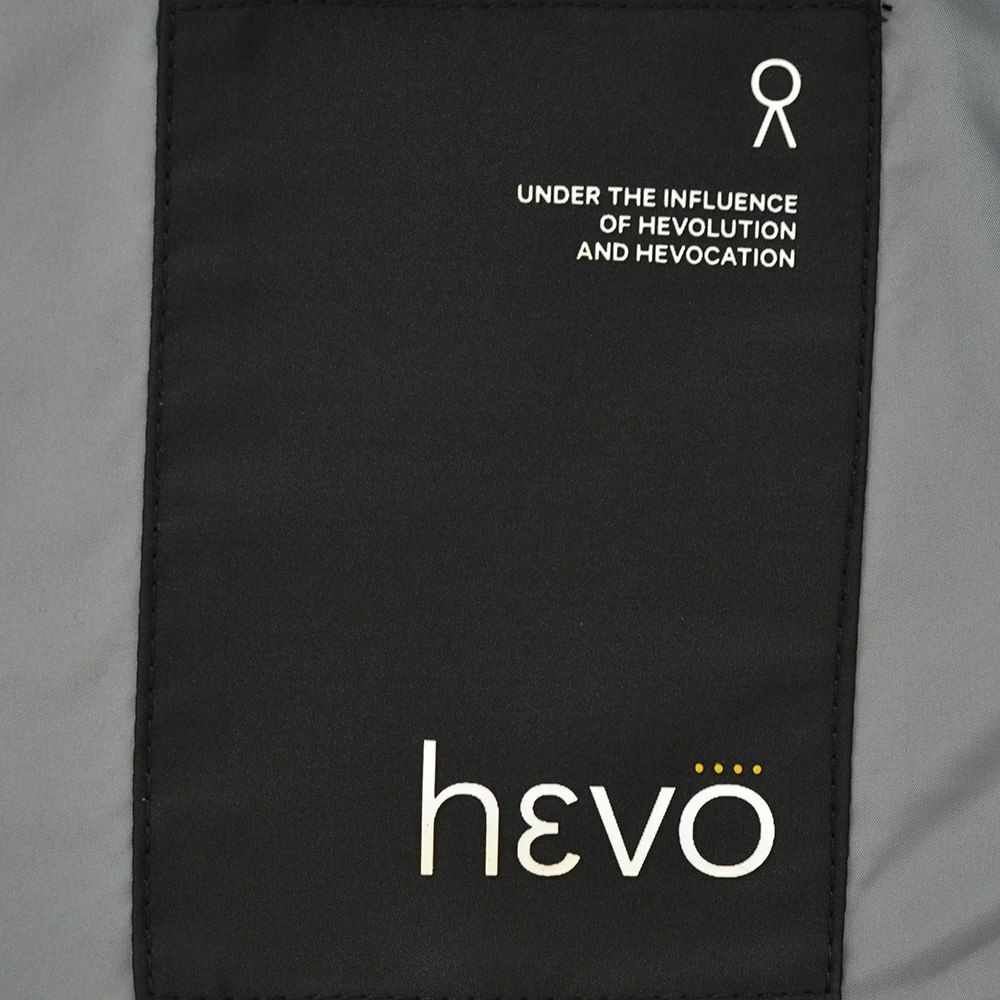 UNDER THE INFLUENCE
OF HEVOLUTION
AND HEVOCATION
hεvö